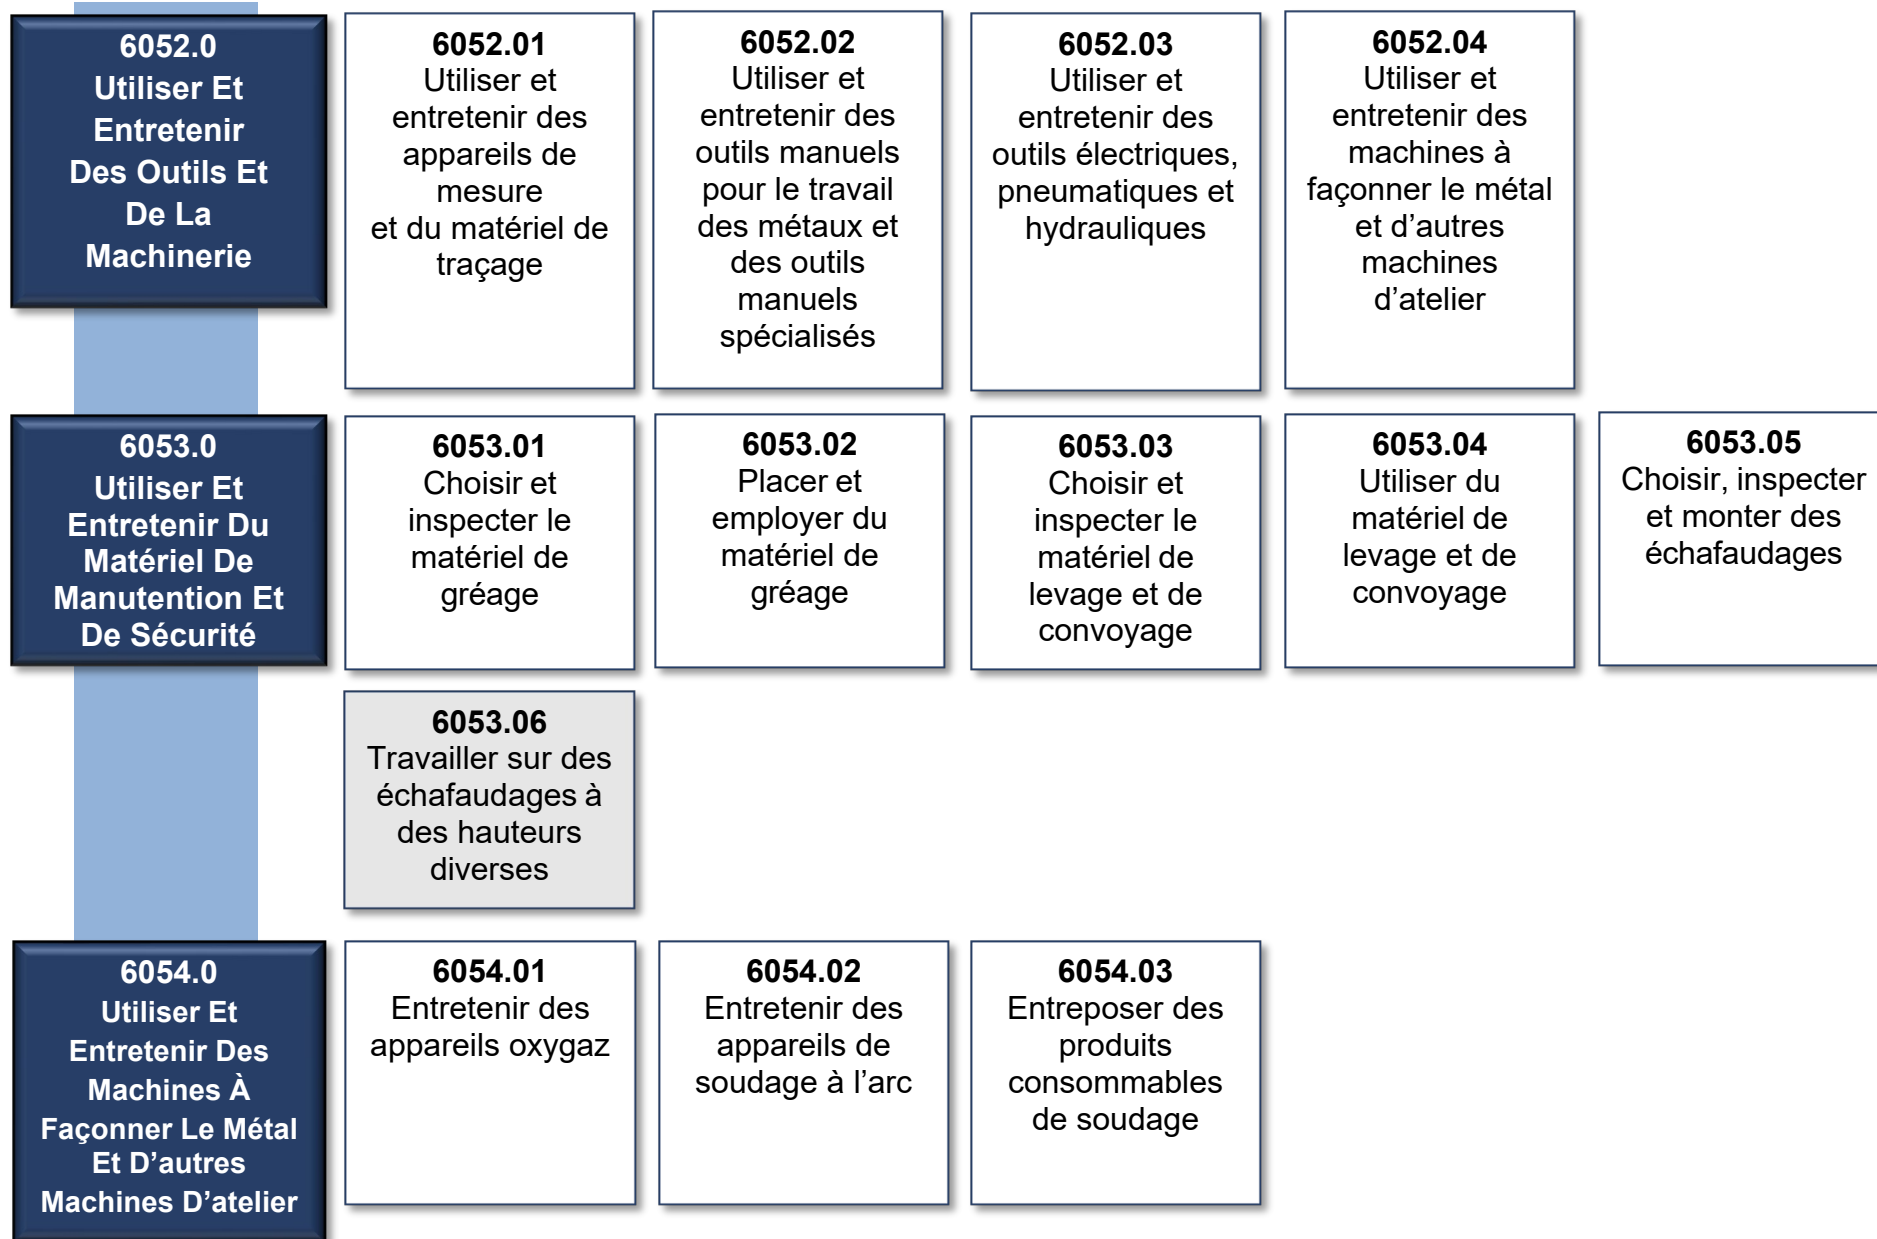 6052.0
Utiliser Et
Entretenir
Des Outils Et
De La
Machinerie
6052.01
Utiliser et
entretenir des
appareils de
mesure
et du matériel de
traçage
6052.02
Utiliser et
entretenir des
outils manuels
pour le travail
des métaux et
des outils
manuels
spécialisés
6052.03
Utiliser et
entretenir des
outils électriques,
pneumatiques et
hydrauliques
6052.04
Utiliser et
entretenir des
machines à
façonner le métal
et d’autres
machines
d’atelier
6053.0
Utiliser Et
Entretenir Du
Matériel De
Manutention Et
De Sécurité
6053.01
Choisir et
inspecter le
matériel de
gréage
6053.02
Placer et
employer du
matériel de
gréage
6053.03
Choisir et
inspecter le
matériel de
levage et de
convoyage
6053.04
Utiliser du
matériel de
levage et de
convoyage
6053.05
Choisir, inspecter
et monter des
échafaudages
6053.06
Travailler sur des
échafaudages à
des hauteurs
diverses
6054.0
Utiliser Et
Entretenir Des
Machines À
Façonner Le Métal
Et D’autres
Machines D’atelier
6054.01
Entretenir des
appareils oxygaz
6054.02
Entretenir des
appareils de
soudage à l’arc
6054.03
Entreposer des
produits
consommables
de soudage